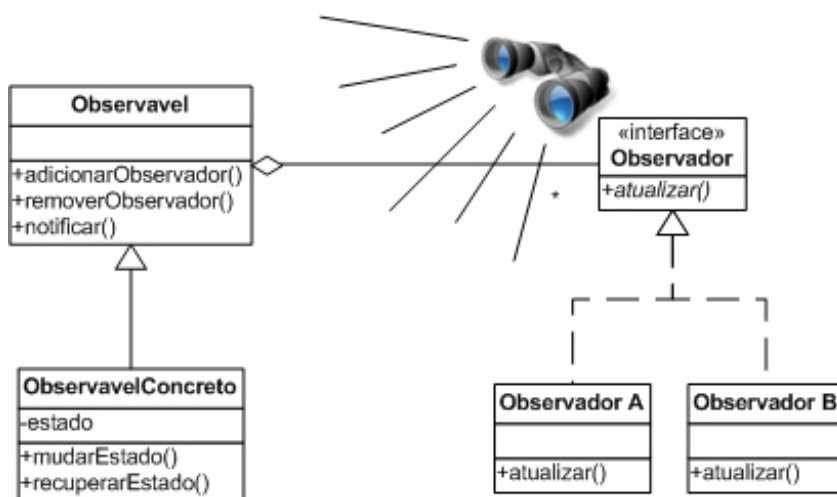 Observavel
+adicionarObservador()
+removerObservador()
+notificar()
«interface»
Observador
+atualizar()
*
ObservavelConcreto
-estado
+mudarEstado()
+recuperarEstado()
Observador A
+atualizar()
Observador B
+atualizar()